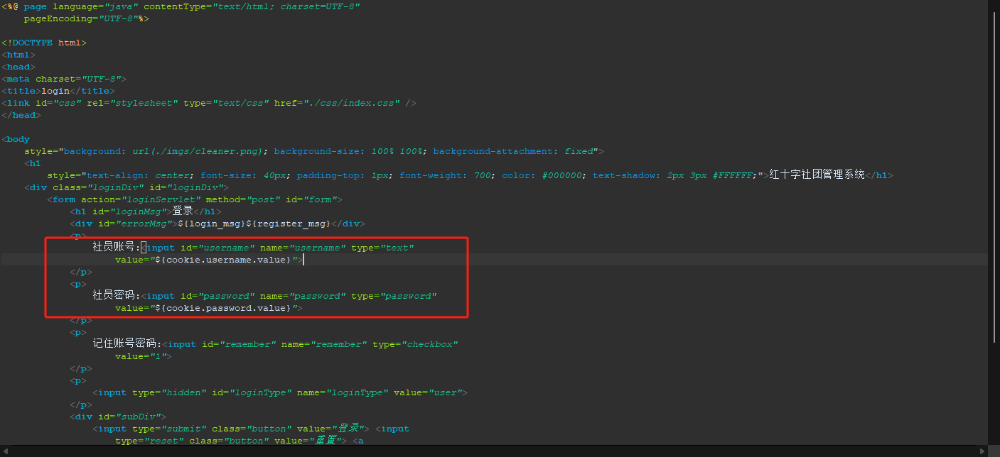 <%@ page language="java" contentType="text/html; charset=UTF-8"
pageEncoding="UTF-8"%>
<!DOCTYPE html>
<html>
<head>
<meta charset="UTF-8">
<title>login</title>
<link id="css" rel="stylesheet" type="text/css" href="./css/index.css" />
</head>
<body
style="background: url(./imgs/cleaner.png); background-size: 100% 100%; background-attachment: fixed">
<h1
style="text-align: center; font-size: 40px; padding-top: 1px; font-weight: 700; color: #000000; text-shadow: 2px 3px #FFFFFF;">红十字社团管理系统</h1>
<div class="loginDiv" id="loginDiv">
<form action="loginServlet" method="post" id="form">
<h1 id="loginMsg">登录</h1>
<div id="errorMsg">${login_msg}${register_msg}</div>
<p>
社员账号:<input id="username" name="username" type="text"
value="${cookie.username.value}">
</p>
<p>
社员密码:<input id="password" name="password" type="password"
value="${cookie.password.value}">
</p>
<p>
记住账号密码:<input id="remember" name="remember" type="checkbox"
value="1">
</p>
<p>
<input type="hidden" id="loginType" name="loginType" value="user">
</p>
<div id="subDiv">
<input type="submit" class="button" value="登录"> <input
type="reset" class="button" value="重置"> <a